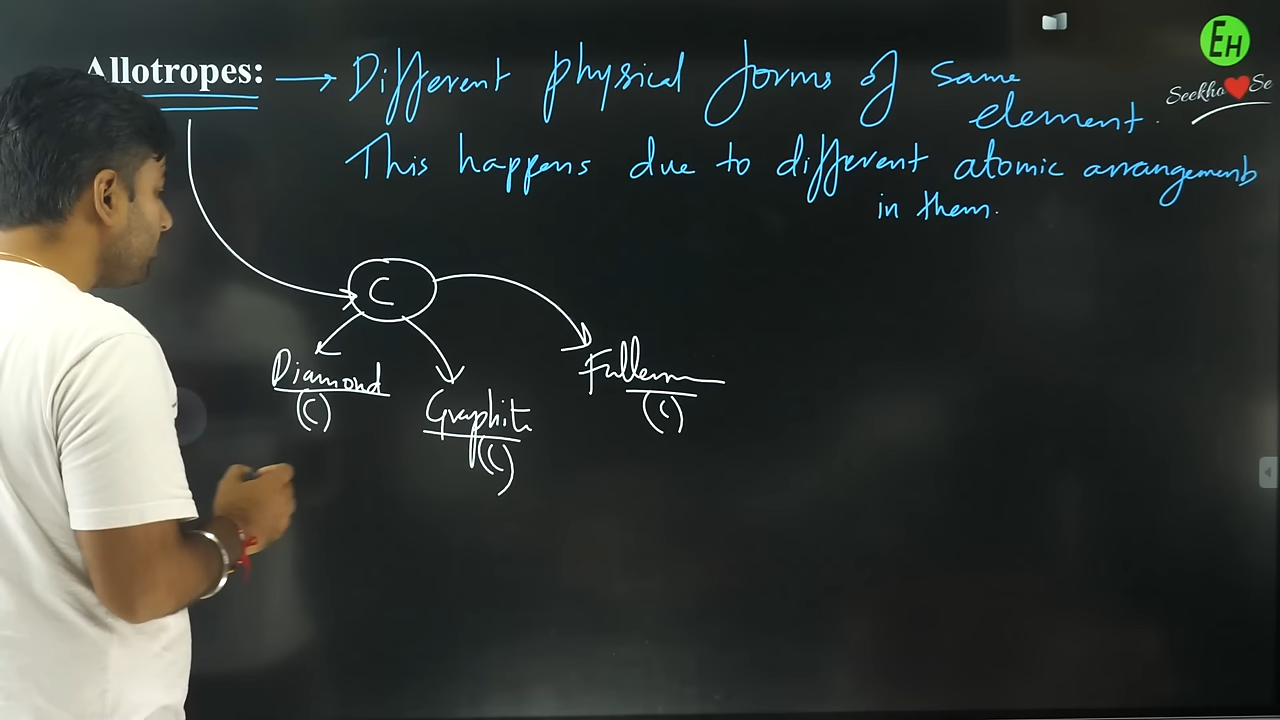 Allotropes: → Different physical forms of same
element.
This happens due to different atomic arrangements
in them.
C
Diamond
(C)
Graphite
(C)
(C)
EH
Seekho ❤ Se